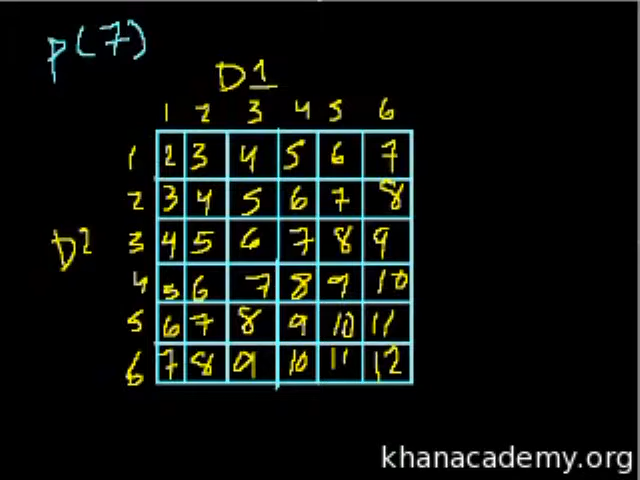 p(7)
D1
1 2 3 4 5 6
1 2 3 4 5 6 7
2 3 4 5 6 7 8
D2 3 4 5 6 7 8 9
4 5 6 7 8 9 10
5 6 7 8 9 10 11
6 7 8 9 10 11 12
khanacademy.org